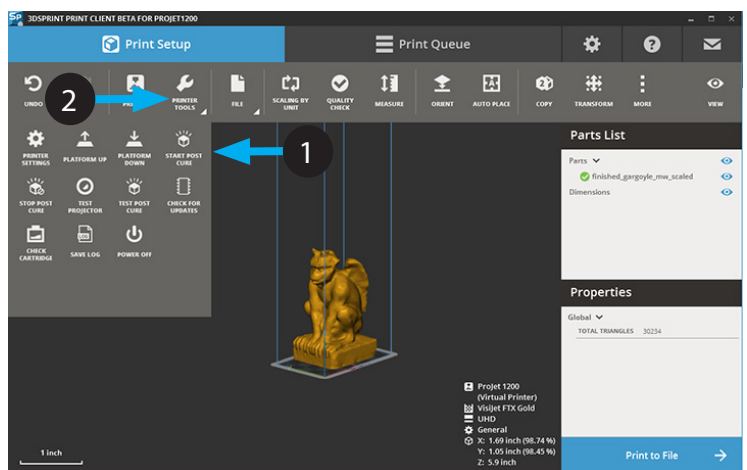 Sp 3DSPRINT PRINT CLIENT BETA FOR PROJET1200
Print Setup
Print Queue
UNDO
2
PRINTER
TOOLS
FILE
SCALING BY
UNIT
QUALITY
CHECK
MEASURE
ORIENT
AUTO PLACE
COPY
TRANSFORM
MORE
VIEW
PRINTER
SETTINGS
PLATFORM UP
PLATFORM
DOWN
START POST
CURE
1
STOP POST
CURE
TEST
PROJECTOR
TEST POST
CURE
CHECK FOR
UPDATES
CHECK
CARTRIDGE
SAVE LOG
POWER OFF
Parts List
Parts
finished_gargoyle_mw_scaled
Dimensions
Properties
Global
TOTAL TRIANGLES 30234
ProJet 1200
(Virtual Printer)
VisiJet FTX Gold
UHD
General
X: 1.69 inch (98.74 %)
Y: 1.05 inch (98.45 %)
Z: 5.9 inch
1 inch
Print to File